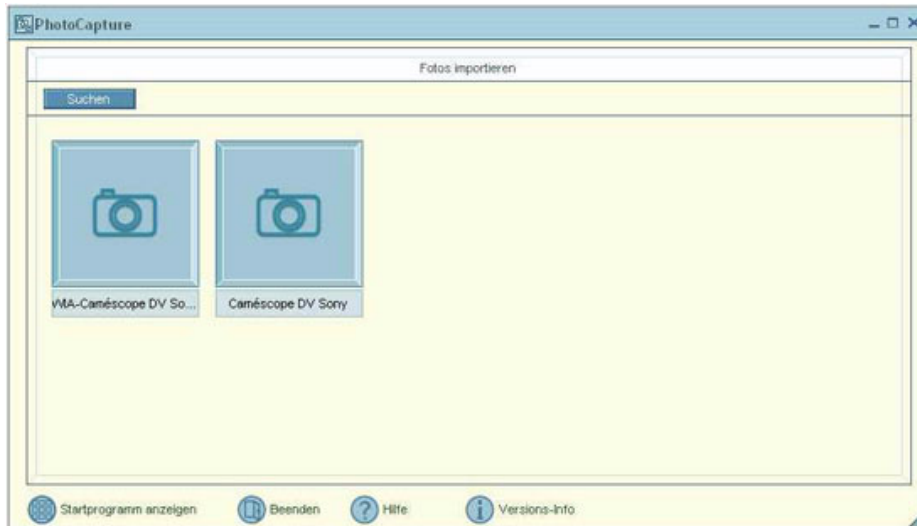 PhotoCapture
Fotos importieren
Suchen
WIA-Caméscope DV So...
Caméscope DV Sony
Startprogramm anzeigen
Beenden
Hilfe
Versions-Info